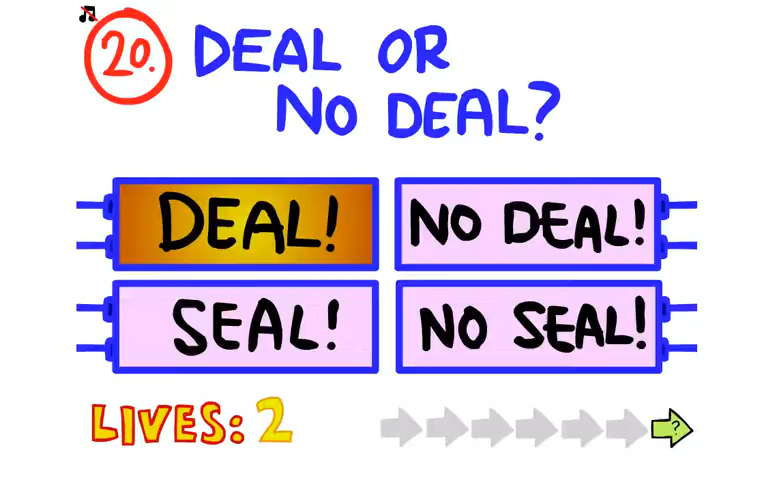 20.
DEAL OR
NO DEAL?
DEAL!
NO DEAL!
SEAL!
NO SEAL!
LIVES: 2
?